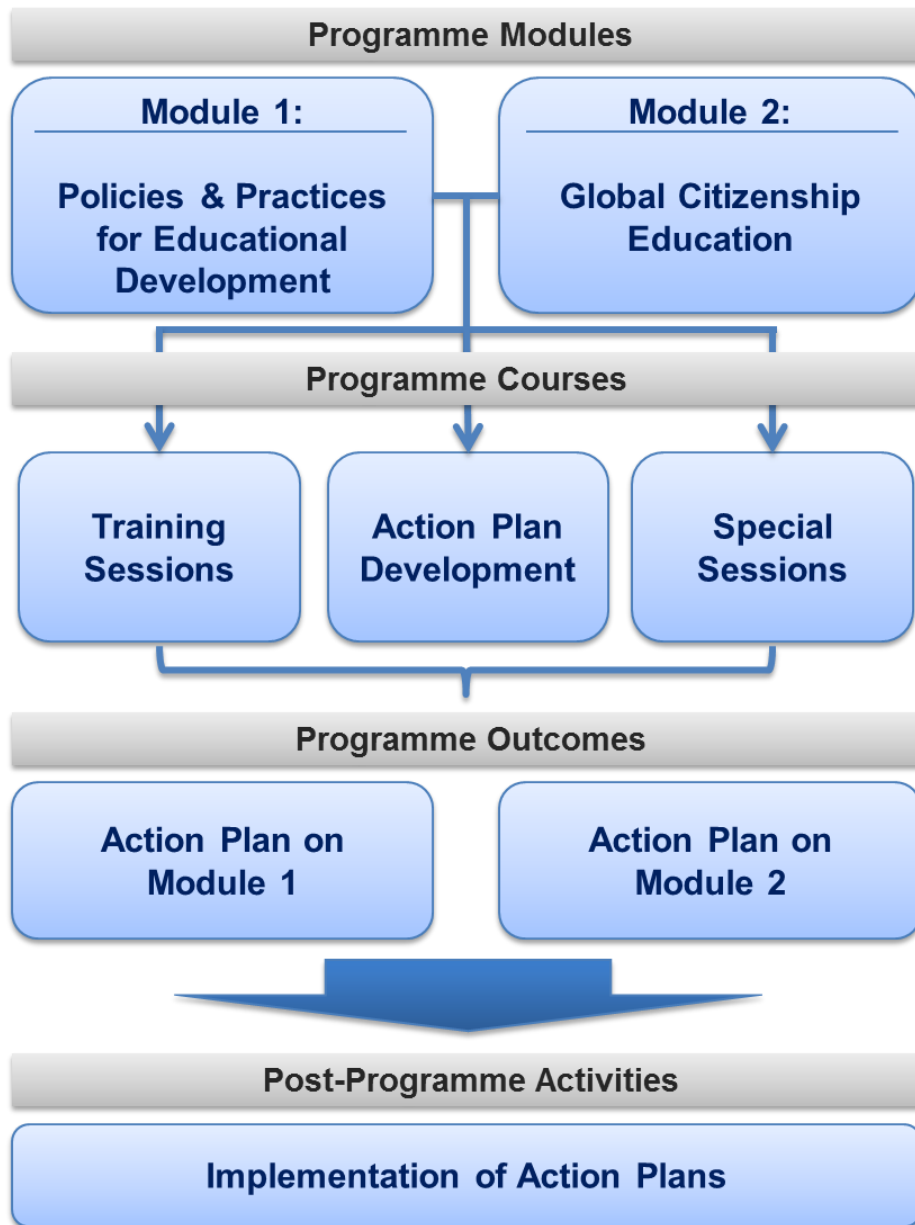 Programme Modules
Module 1:
Policies & Practices
for Educational
Development
Module 2:
Global Citizenship
Education
Programme Courses
Training
Sessions
Action Plan
Development
Special
Sessions
Programme Outcomes
Action Plan on
Module 1
Action Plan on
Module 2
Post-Programme Activities
Implementation of Action Plans